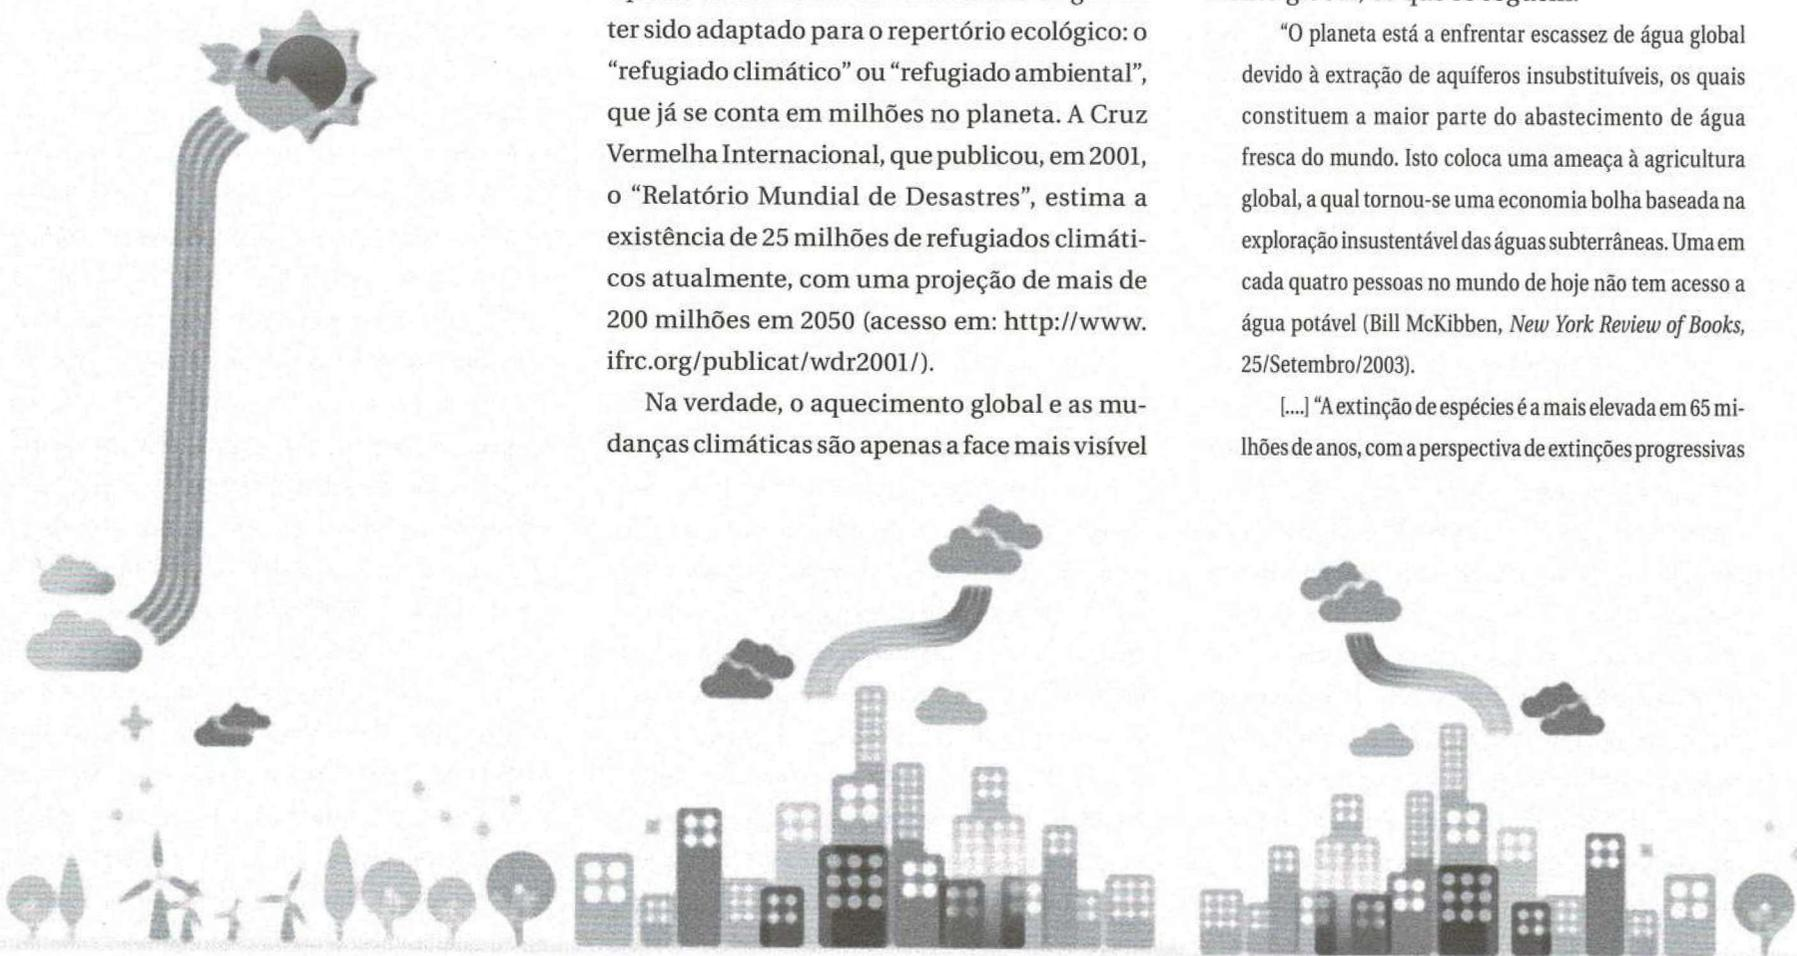 ter sido adaptado para o repertório ecológico: o
“refugiado climático” ou “refugiado ambiental”,
que já se conta em milhões no planeta. A Cruz
Vermelha Internacional, que publicou, em 2001,
o “Relatório Mundial de Desastres”, estima a
existência de 25 milhões de refugiados climáti-
cos atualmente, com uma projeção de mais de
200 milhões em 2050 (acesso em: http://www.
ifrc.org/publicat/wdr2001/).
Na verdade, o aquecimento global e as mu-
danças climáticas são apenas a face mais visível
“O planeta está a enfrentar escassez de água global
devido à extração de aquíferos insubstituíveis, os quais
constituem a maior parte do abastecimento de água
fresca do mundo. Isto coloca uma ameaça à agricultura
global, a qual tornou-se uma economia bolha baseada na
exploração insustentável das águas subterrâneas. Uma em
cada quatro pessoas no mundo de hoje não tem acesso a
água potável (Bill McKibben, New York Review of Books,
25/Setembro/2003).
[....] “A extinção de espécies é a mais elevada em 65 mi-
lhões de anos, com a perspectiva de extinções progressivas